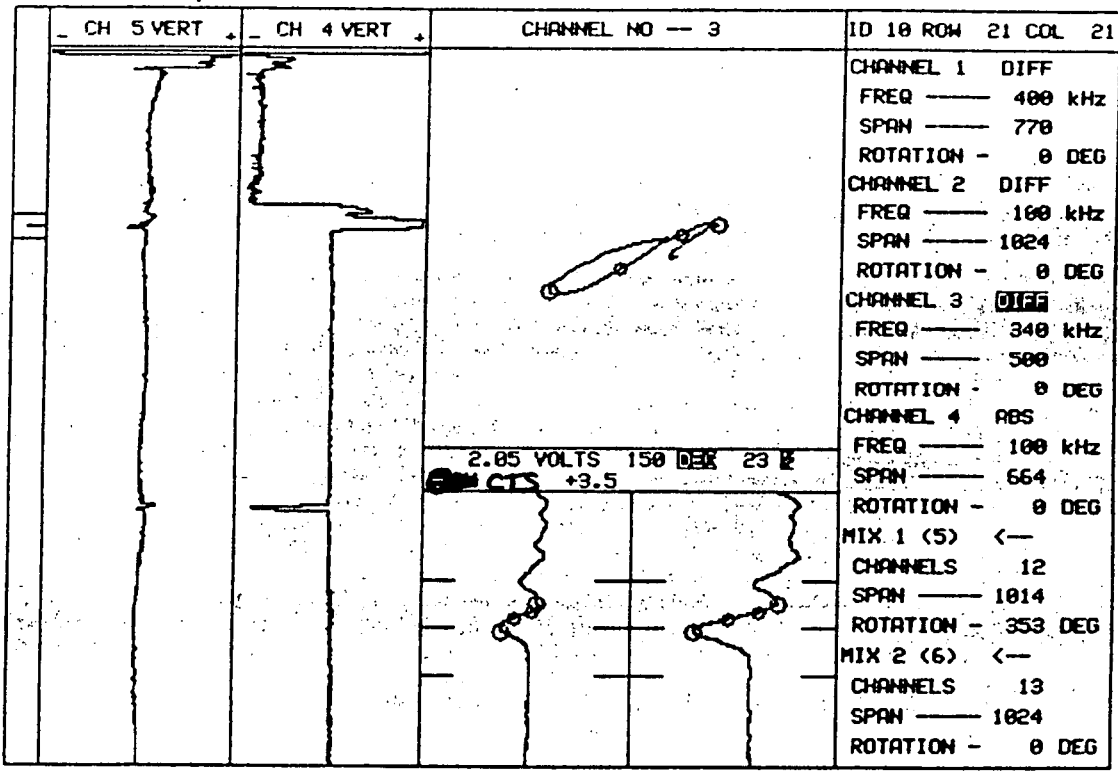 _ CH 5 VERT +
_ CH 4 VERT +
CHANNEL NO -- 3
ID 10 ROW 21 COL 21
CHANNEL 1 DIFF
FREQ ---- 400 kHz
SPAN ---- 770
ROTATION - 0 DEG
CHANNEL 2 DIFF
FREQ ---- 100 kHz
SPAN ---- 1024
ROTATION - 0 DEG
CHANNEL 3 DIFF
FREQ ---- 340 kHz
SPAN ---- 500
ROTATION - 0 DEG
CHANNEL 4 ABS
FREQ ---- 100 kHz
SPAN ---- 664
ROTATION - 0 DEG
MIX 1 (5) <--
CHANNELS 12
SPAN ---- 1014
ROTATION - 353 DEG
MIX 2 (6) <--
CHANNELS 13
SPAN ---- 1024
ROTATION - 0 DEG
2.05 VOLTS 150 DEG 23
CTS +3.5